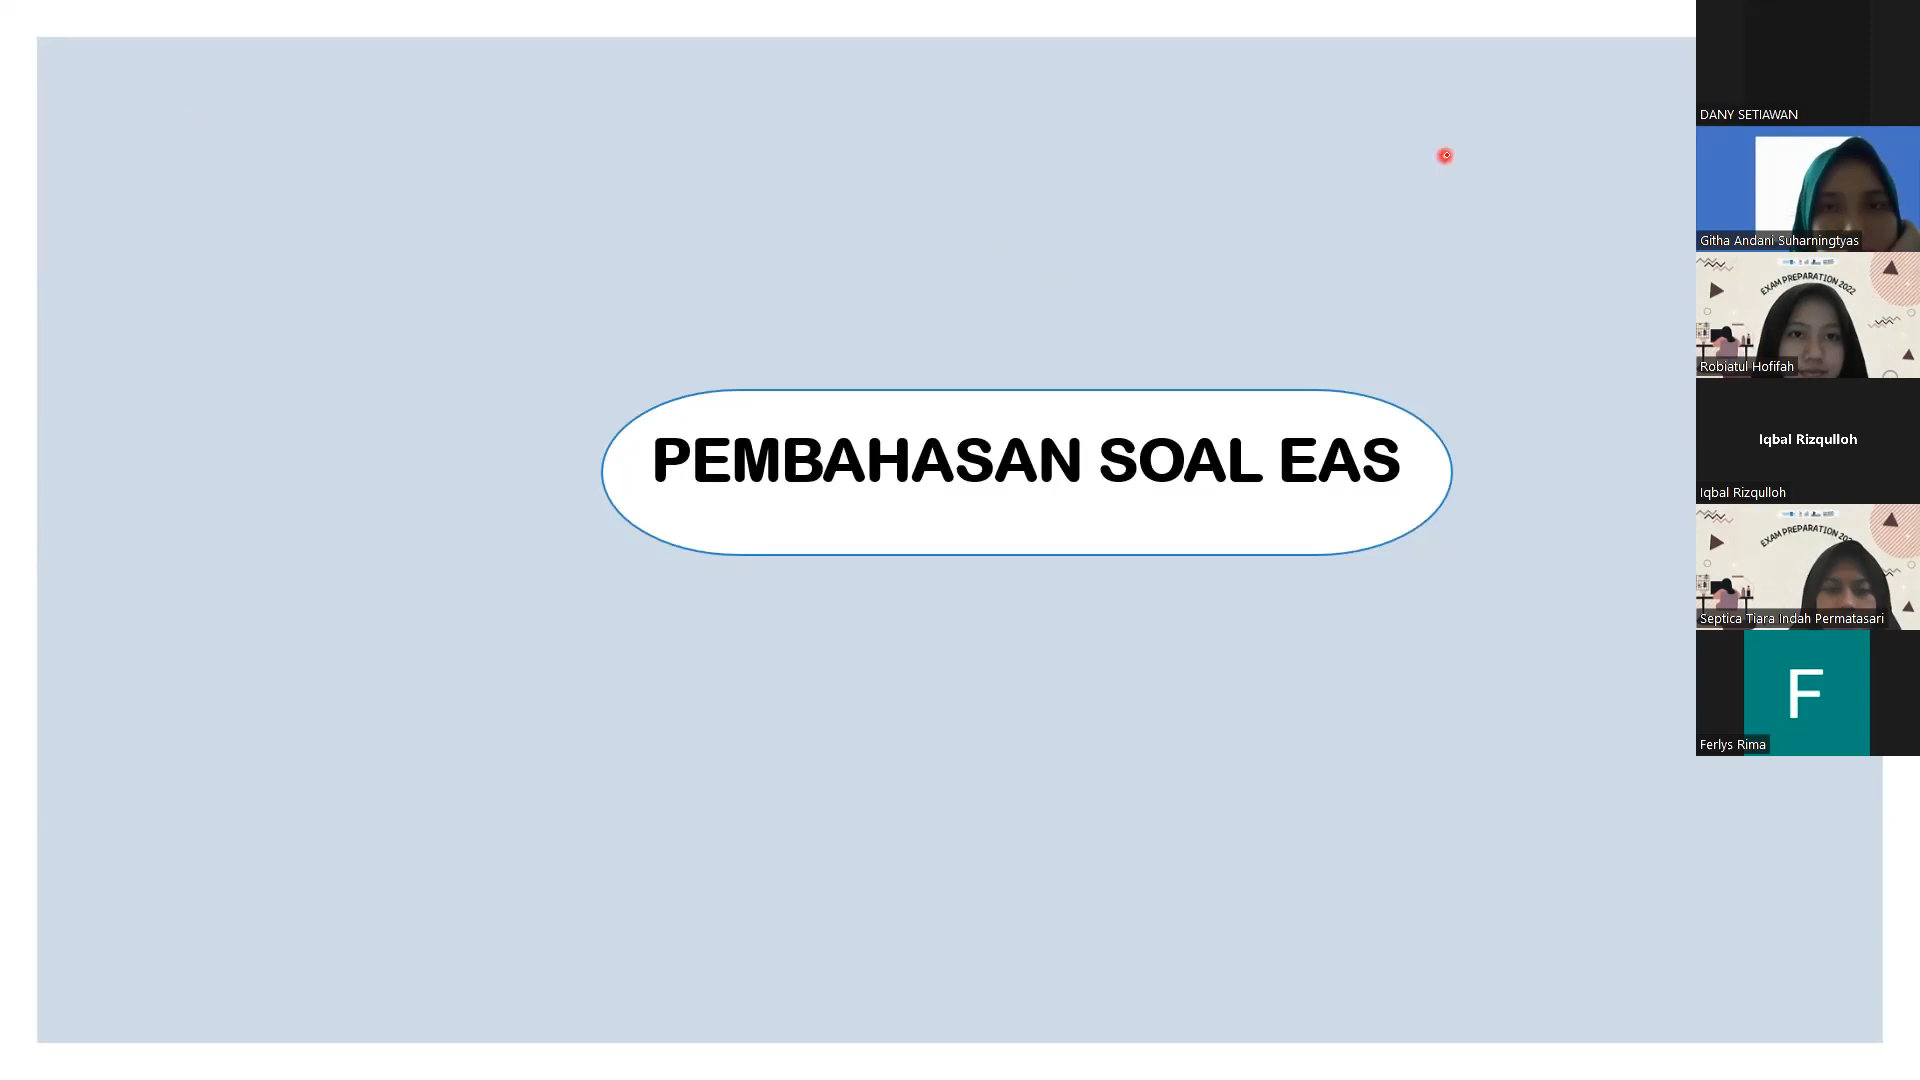 PEMBAHASAN SOAL EAS
DANY SETIAWAN
Githa Andani Suharningtyas
EXAM PREPARATION 2022
Robiatul Hofifah
Iqbal Rizqulloh
Iqbal Rizqulloh
EXAM PREPARATION 202
Septica Tiara Indah Permatasari
F
Ferlys Rima